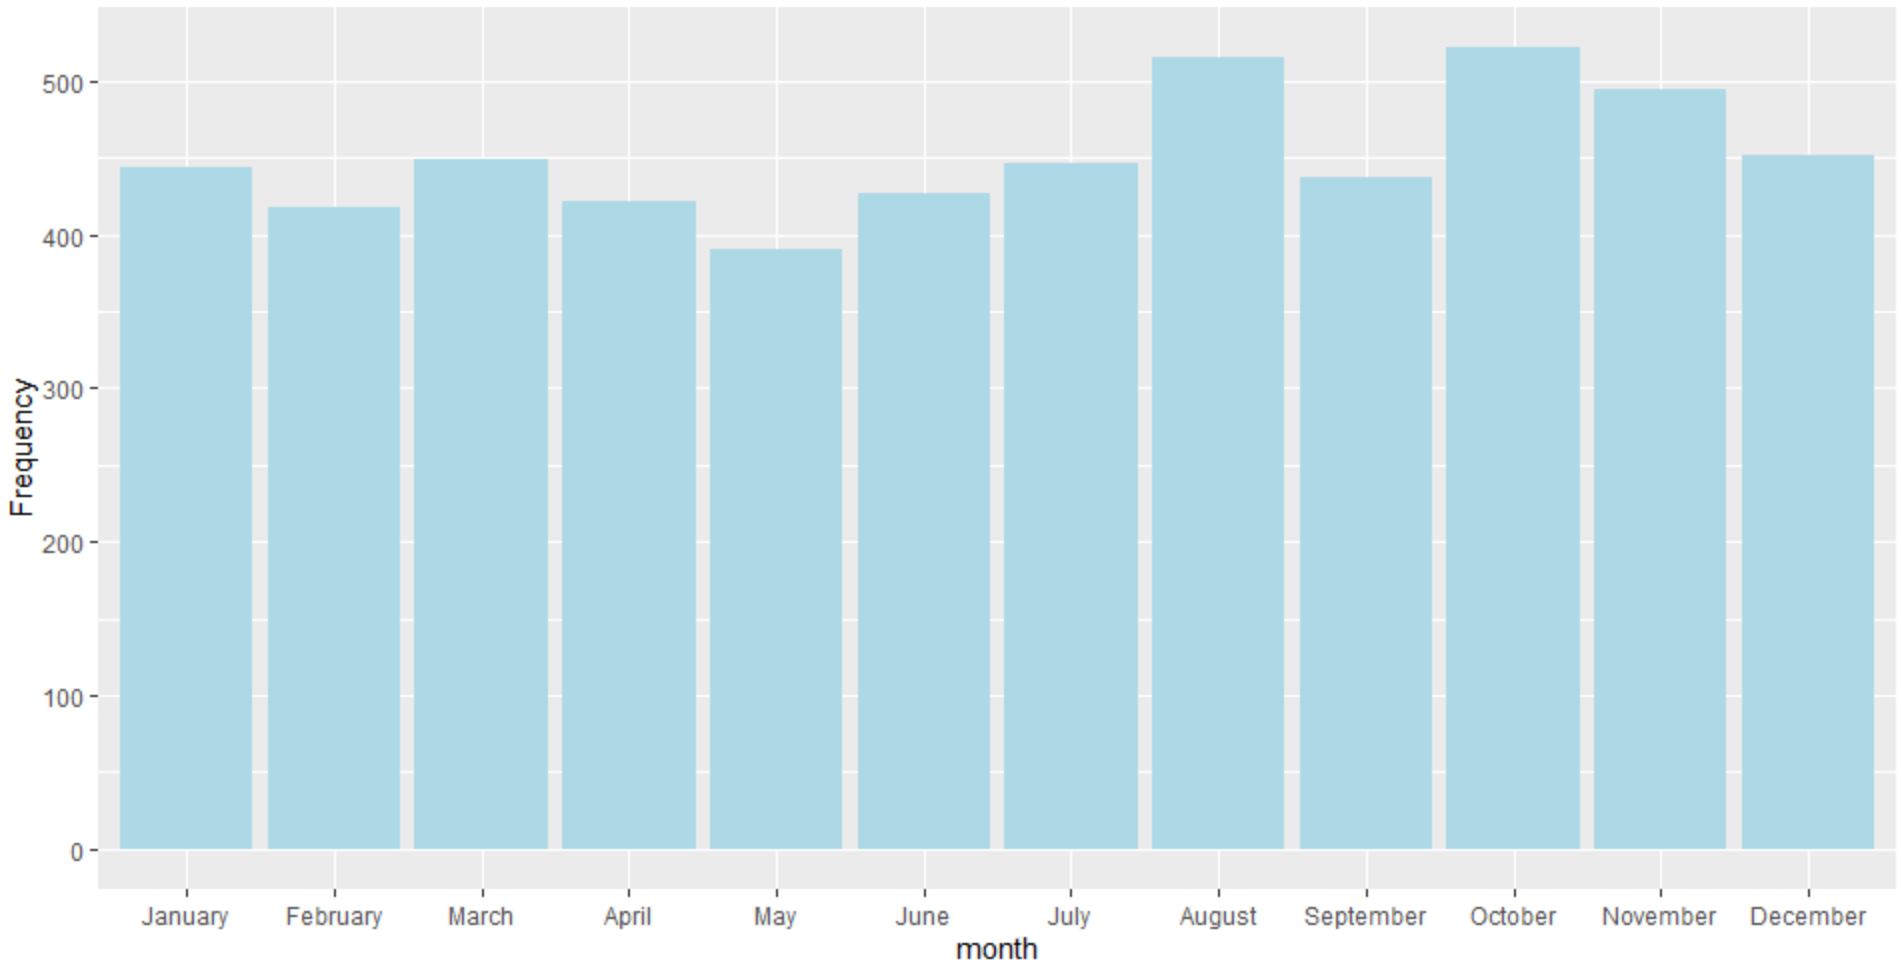 Frequency
500
400
300
200
100
0
January February March April May June July August September October November December
month